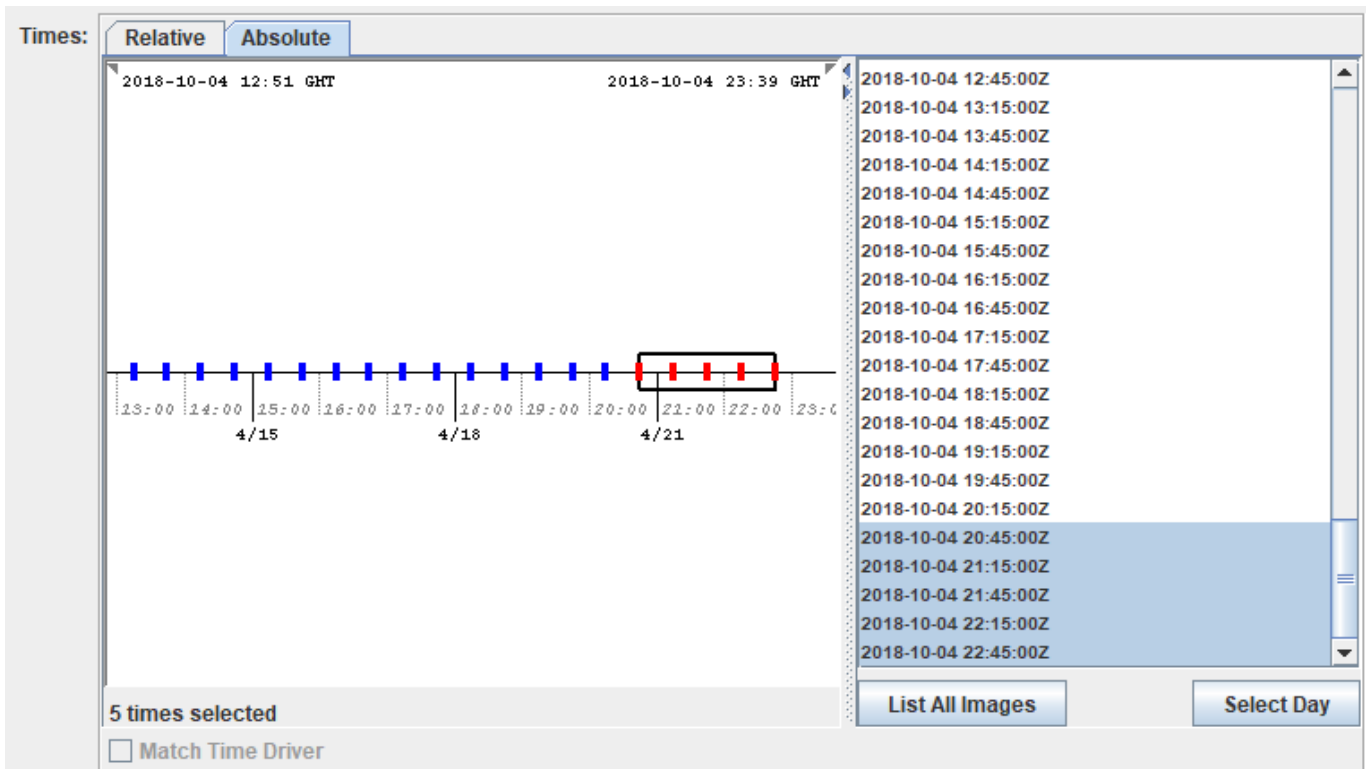 Times:
Relative Absolute
2018-10-04 12:51 GMT 2018-10-04 23:39 GMT
13:00 14:00 15:00 16:00 17:00 18:00 19:00 20:00 21:00 22:00 23:0
4/15 4/18 4/21
5 times selected
2018-10-04 12:45:00Z
2018-10-04 13:15:00Z
2018-10-04 13:45:00Z
2018-10-04 14:15:00Z
2018-10-04 14:45:00Z
2018-10-04 15:15:00Z
2018-10-04 15:45:00Z
2018-10-04 16:15:00Z
2018-10-04 16:45:00Z
2018-10-04 17:15:00Z
2018-10-04 17:45:00Z
2018-10-04 18:15:00Z
2018-10-04 18:45:00Z
2018-10-04 19:15:00Z
2018-10-04 19:45:00Z
2018-10-04 20:15:00Z
2018-10-04 20:45:00Z
2018-10-04 21:15:00Z
2018-10-04 21:45:00Z
2018-10-04 22:15:00Z
2018-10-04 22:45:00Z
List All Images Select Day
Match Time Driver